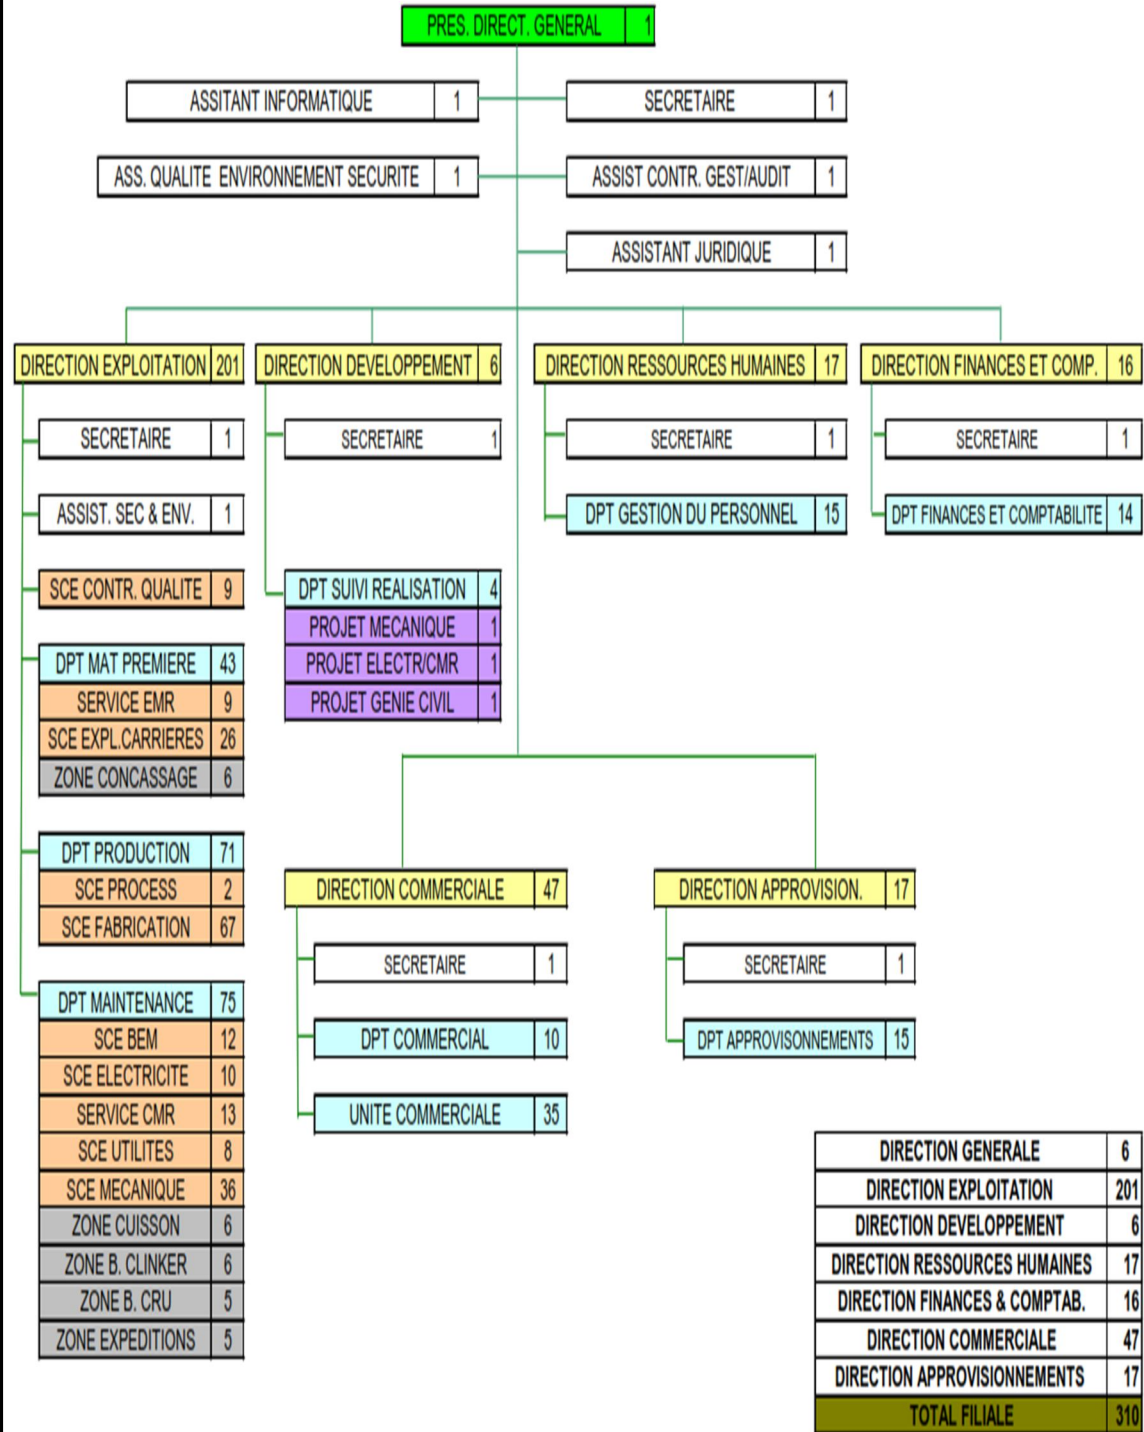 PRES. DIRECT. GENERAL 1
ASSITANT INFORMATIQUE 1
SECRETAIRE 1
ASS. QUALITE ENVIRONNEMENT SECURITE 1
ASSIST CONTR. GEST/AUDIT 1
ASSISTANT JURIDIQUE 1
DIRECTION EXPLOITATION 201
SECRETAIRE 1
ASSIST. SEC & ENV. 1
SCE CONTR. QUALITE 9
DPT MAT PREMIERE 43
SERVICE EMR 9
SCE EXPL.CARRIERES 26
ZONE CONCASSAGE 6
DPT PRODUCTION 71
SCE PROCESS 2
SCE FABRICATION 67
DPT MAINTENANCE 75
SCE BEM 12
SCE ELECTRICITE 10
SERVICE CMR 13
SCE UTILITES 8
SCE MECANIQUE 36
ZONE CUISSON 6
ZONE B. CLINKER 6
ZONE B. CRU 5
ZONE EXPEDITIONS 5
DIRECTION DEVELOPPEMENT 6
SECRETAIRE 1
DPT SUIVI REALISATION 4
PROJET MECANIQUE 1
PROJET ELECTR/CMR 1
PROJET GENIE CIVIL 1
DIRECTION RESSOURCES HUMAINES 17
SECRETAIRE 1
DPT GESTION DU PERSONNEL 15
DIRECTION FINANCES ET COMP. 16
SECRETAIRE 1
DPT FINANCES ET COMPTABILITE 14
DIRECTION COMMERCIALE 47
SECRETAIRE 1
DPT COMMERCIAL 10
UNITE COMMERCIALE 35
DIRECTION APPROVISION. 17
SECRETAIRE 1
DPT APPROVISONNEMENTS 15
DIRECTION GENERALE 6
DIRECTION EXPLOITATION 201
DIRECTION DEVELOPPEMENT 6
DIRECTION RESSOURCES HUMAINES 17
DIRECTION FINANCES & COMPTAB. 16
DIRECTION COMMERCIALE 47
DIRECTION APPROVISIONNEMENTS 17
TOTAL FILIALE 310